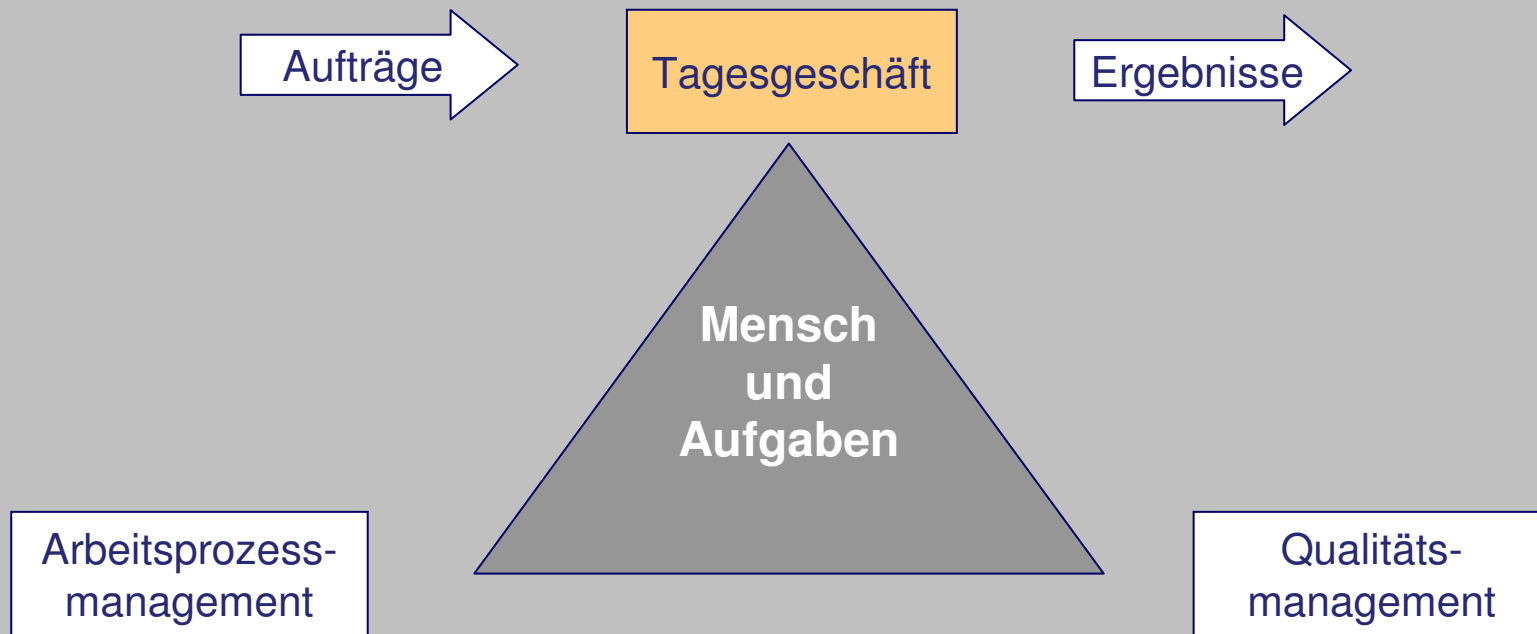 Aufträge
Tagesgeschäft
Ergebnisse
Mensch
und
Aufgaben
Arbeitsprozess-
management
Qualitäts-
management